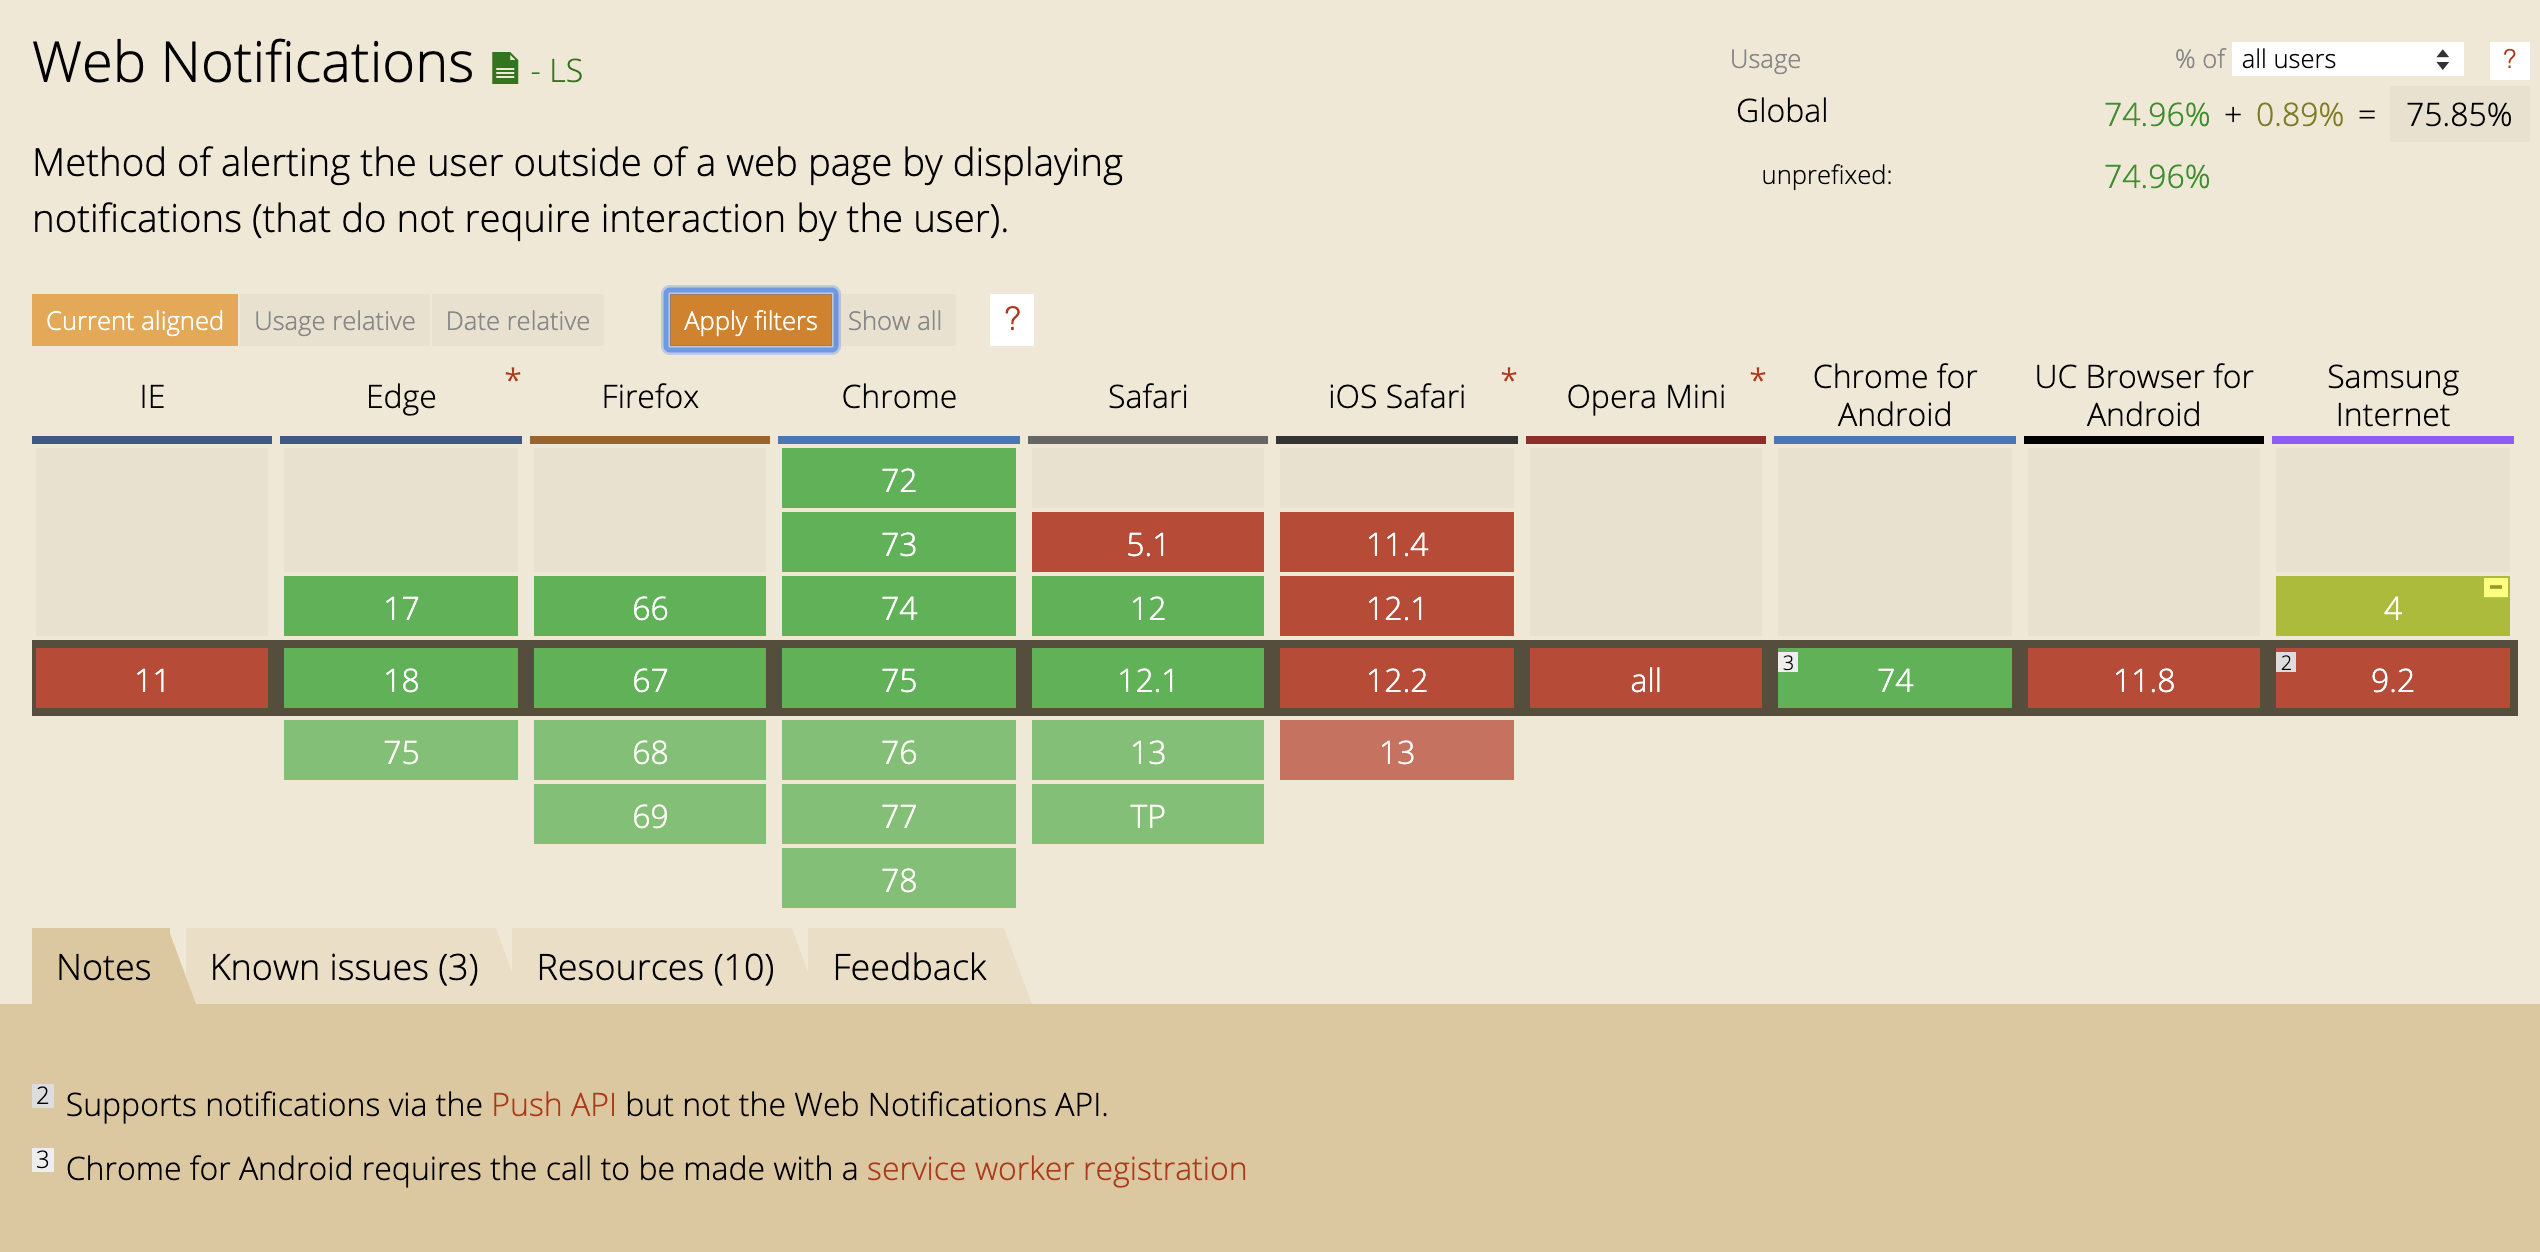 Web Notifications - LS
Usage % of all users ?
Global 74.96% + 0.89% = 75.85%
unprefixed: 74.96%
Method of alerting the user outside of a web page by displaying
notifications (that do not require interaction by the user).
Current aligned Usage relative Date relative Apply filters Show all ?
IE Edge * Firefox Chrome Safari iOS Safari * Opera Mini * Chrome for Android UC Browser for Android Samsung Internet
72
73 5.1 11.4
17 66 74 12 12.1 4 -
11 18 67 75 12.1 12.2 all 3 74 11.8 2 9.2
75 68 76 13 13
69 77 TP
78
Notes Known issues (3) Resources (10) Feedback
2 Supports notifications via the Push API but not the Web Notifications API.
3 Chrome for Android requires the call to be made with a service worker registration